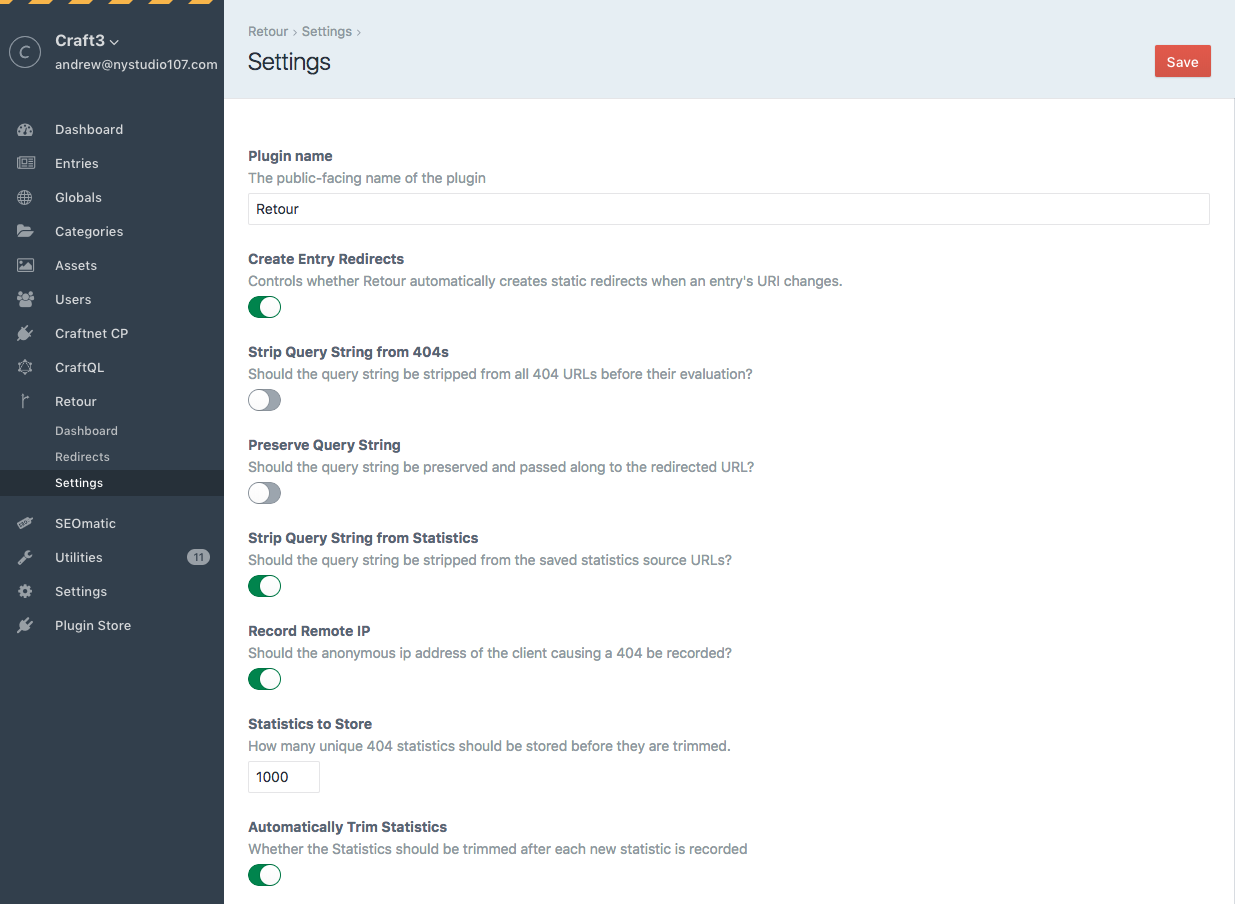 C
Craft3
andrew@nystudio107.com
Dashboard
Entries
Globals
Categories
Assets
Users
Craftnet CP
CraftQL
Retour
Dashboard
Redirects
Settings
SEOmatic
Utilities 11
Settings
Plugin Store
Retour › Settings ›
Settings
Save
Plugin name
The public-facing name of the plugin
Retour
Create Entry Redirects
Controls whether Retour automatically creates static redirects when an entry's URI changes.
Strip Query String from 404s
Should the query string be stripped from all 404 URLs before their evaluation?
Preserve Query String
Should the query string be preserved and passed along to the redirected URL?
Strip Query String from Statistics
Should the query string be stripped from the saved statistics source URLs?
Record Remote IP
Should the anonymous ip address of the client causing a 404 be recorded?
Statistics to Store
How many unique 404 statistics should be stored before they are trimmed.
1000
Automatically Trim Statistics
Whether the Statistics should be trimmed after each new statistic is recorded